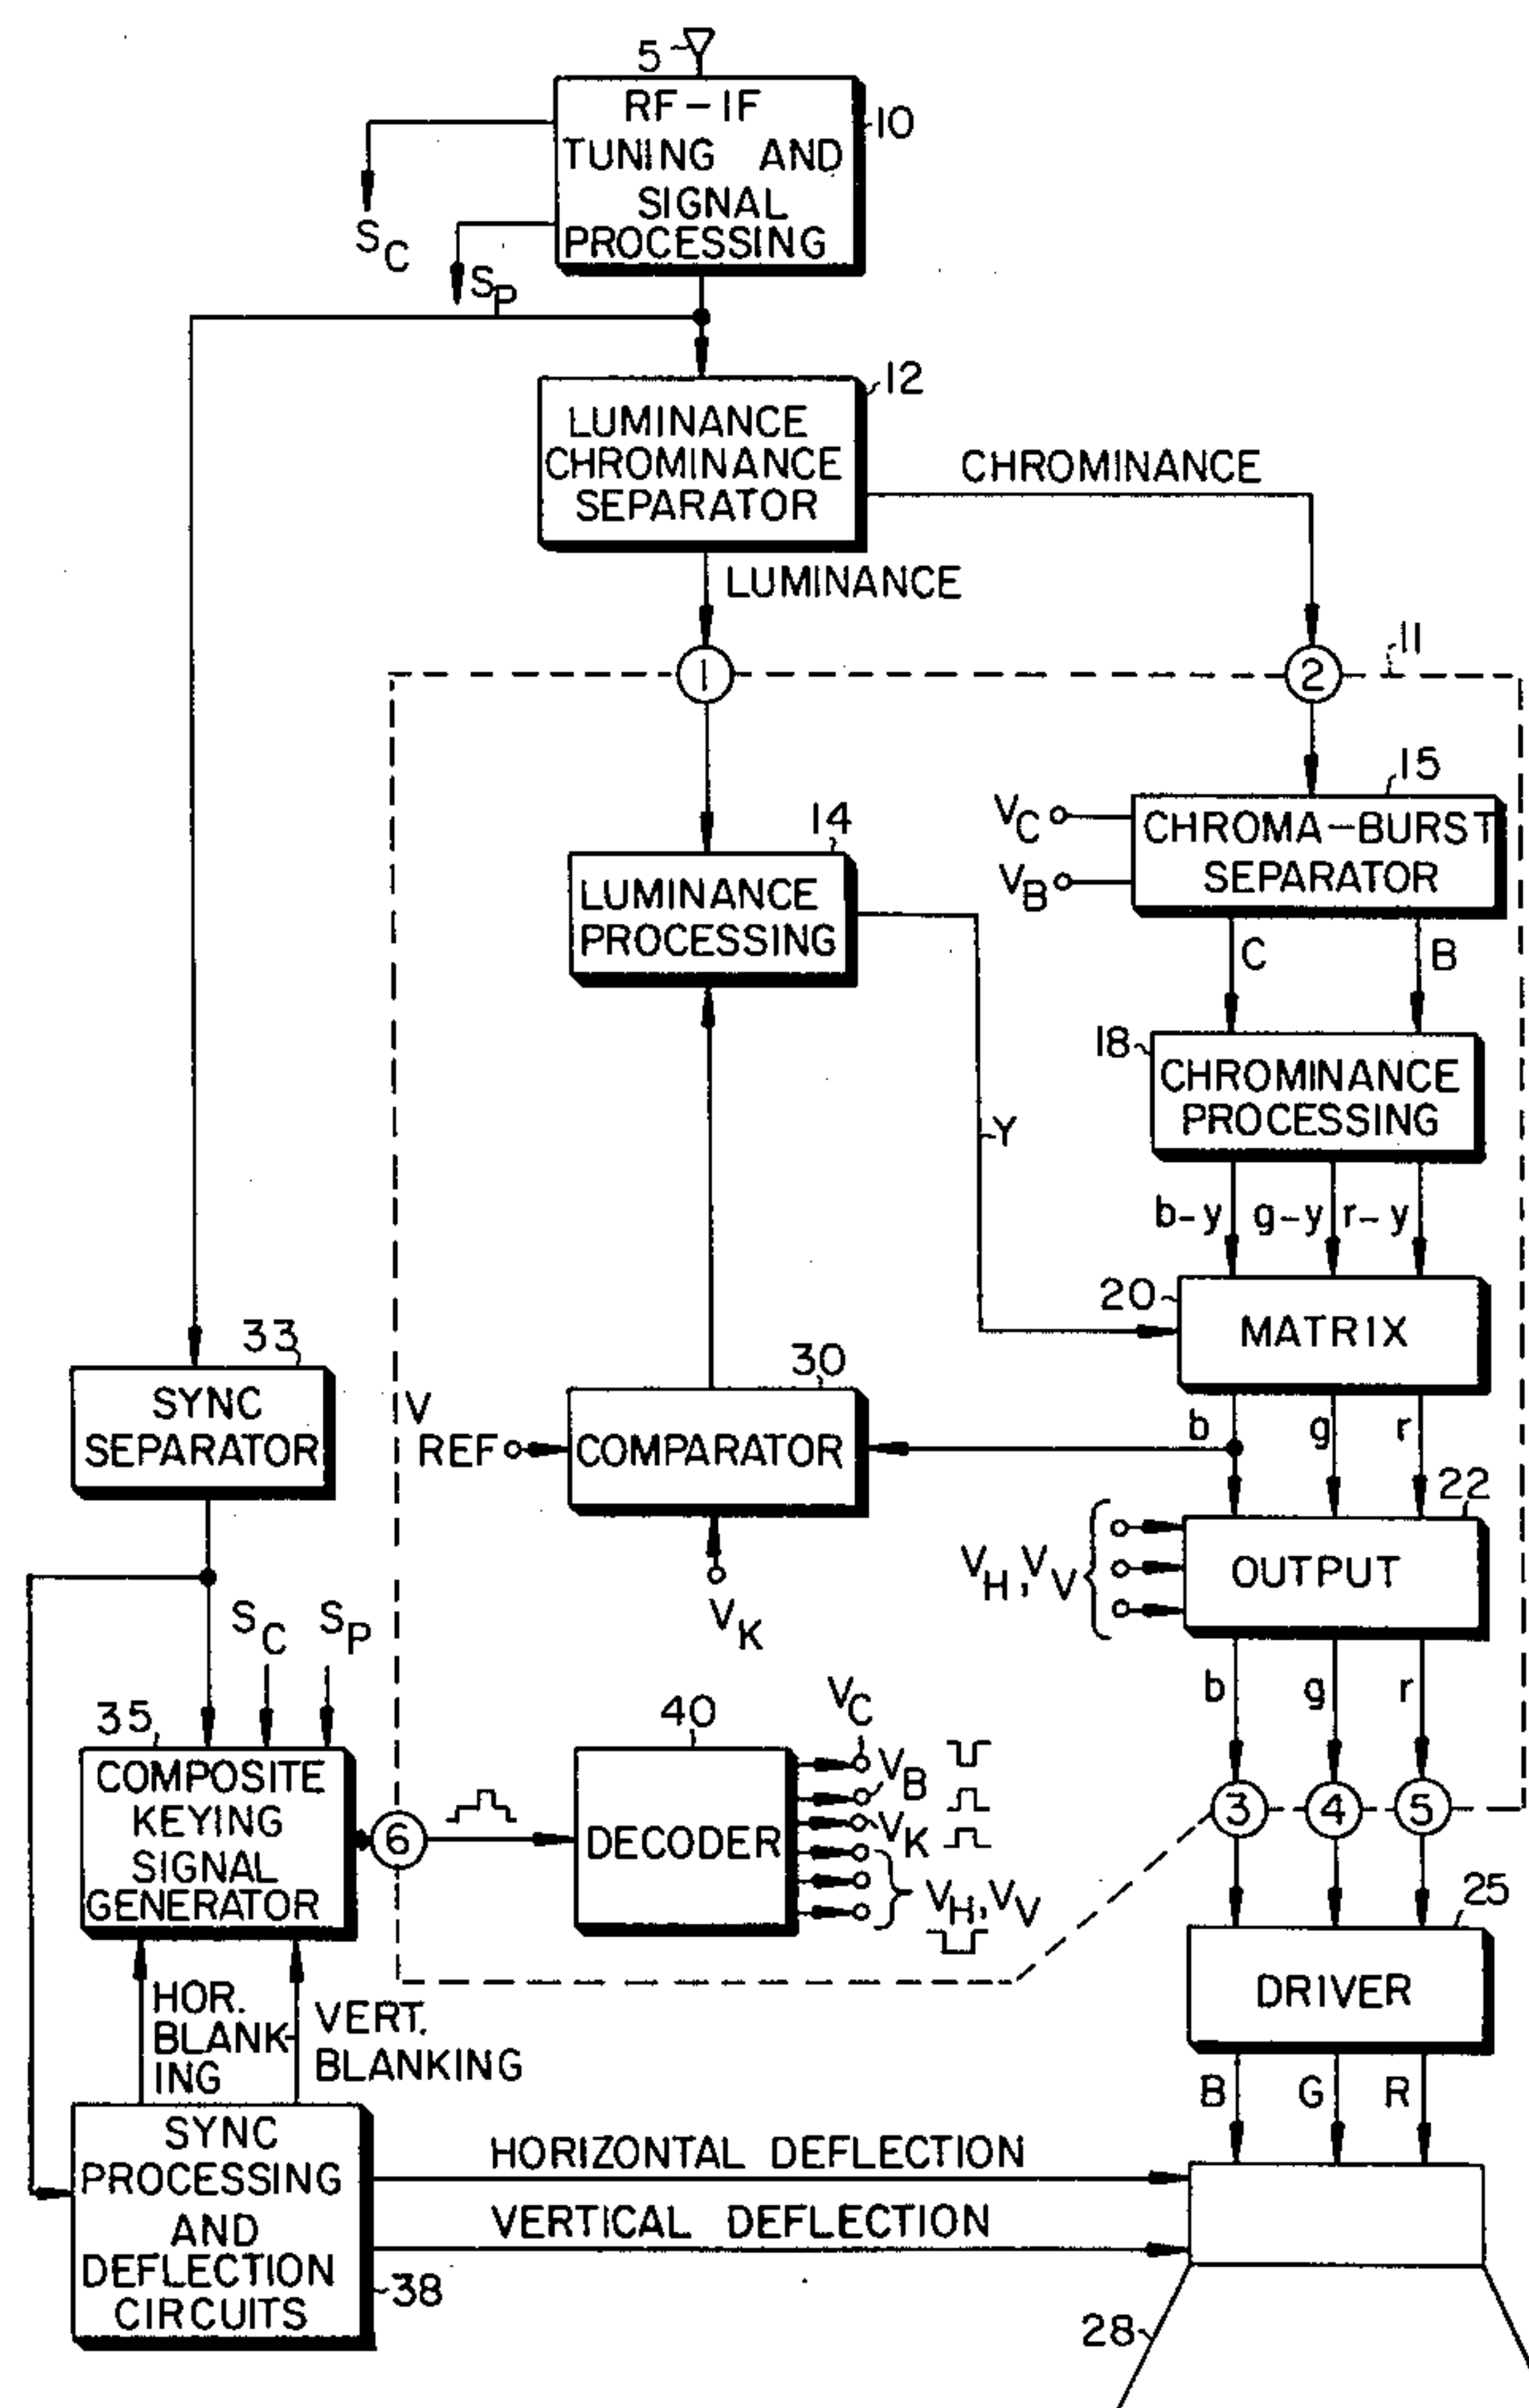 5
RF-IF
TUNING AND
SIGNAL
PROCESSING
10
SC
SP
12
LUMINANCE
CHROMINANCE
SEPARATOR
CHROMINANCE
LUMINANCE
1
2
11
15
VC
CHROMA-BURST
VB
SEPARATOR
14
LUMINANCE
PROCESSING
C
B
18
CHROMINANCE
PROCESSING
Y
b-y
g-y
r-y
20
MATRIX
33
SYNC
SEPARATOR
30
V
REF
COMPARATOR
b
g
r
22
VH, VV
OUTPUT
VK
SC
SP
35
COMPOSITE
KEYING
SIGNAL
GENERATOR
6
40
DECODER
VC
VB
VK
VH, VV
b
g
r
3
4
5
25
DRIVER
HOR.
BLANK-
ING
VERT.
BLANKING
B
G
R
SYNC
PROCESSING
AND
DEFLECTION
CIRCUITS
38
HORIZONTAL DEFLECTION
VERTICAL DEFLECTION
28